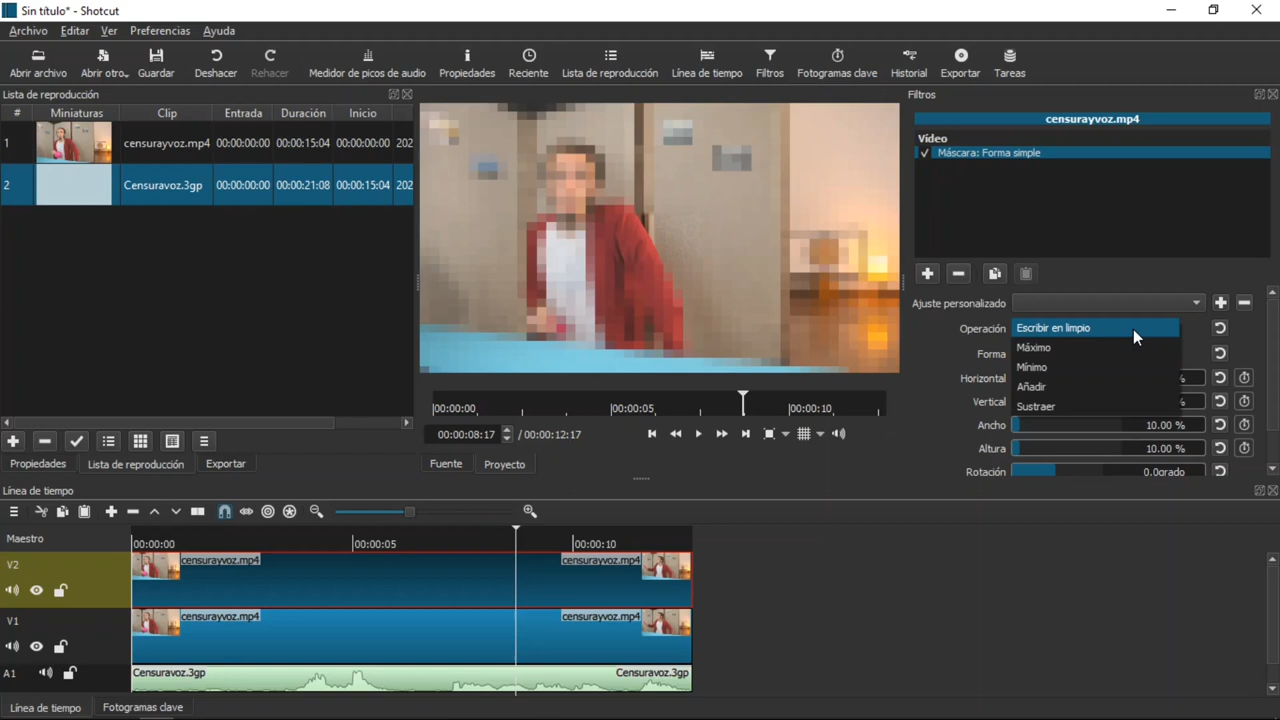 Sin título* - Shotcut
Archivo Editar Ver Preferencias Ayuda
Abrir archivo Abrir otro... Guardar Deshacer Rehacer Medidor de picos de audio Propiedades Reciente Lista de reproducción Línea de tiempo Filtros Fotogramas clave Historial Exportar Tareas
Lista de reproducción
# Miniaturas Clip Entrada Duración Inicio
1 censurayvoz.mp4 00:00:00:00 00:00:15:04 00:00:00:00 202
2 Censuravoz.3gp 00:00:00:00 00:00:21:08 00:00:15:04 202
Propiedades Lista de reproducción Exportar
00:00:00 00:00:05 00:00:10
00:00:08:17 / 00:00:12:17
Fuente Proyecto
Filtros
censurayvoz.mp4
Vídeo
✓ Máscara: Forma simple
Ajuste personalizado
Operación Escribir en limpio
Máximo
Forma
Mínimo
Horizontal %
Añadir
Vertical %
Sustraer
Ancho 10.00 %
Altura 10.00 %
Rotación 0.0grado
Línea de tiempo
Maestro 00:00:00 00:00:05 00:00:10
V2 censurayvoz.mp4 censurayvoz.mp4
V1 censurayvoz.mp4 censurayvoz.mp4
A1 Censuravoz.3gp Censuravoz.3gp
Línea de tiempo Fotogramas clave